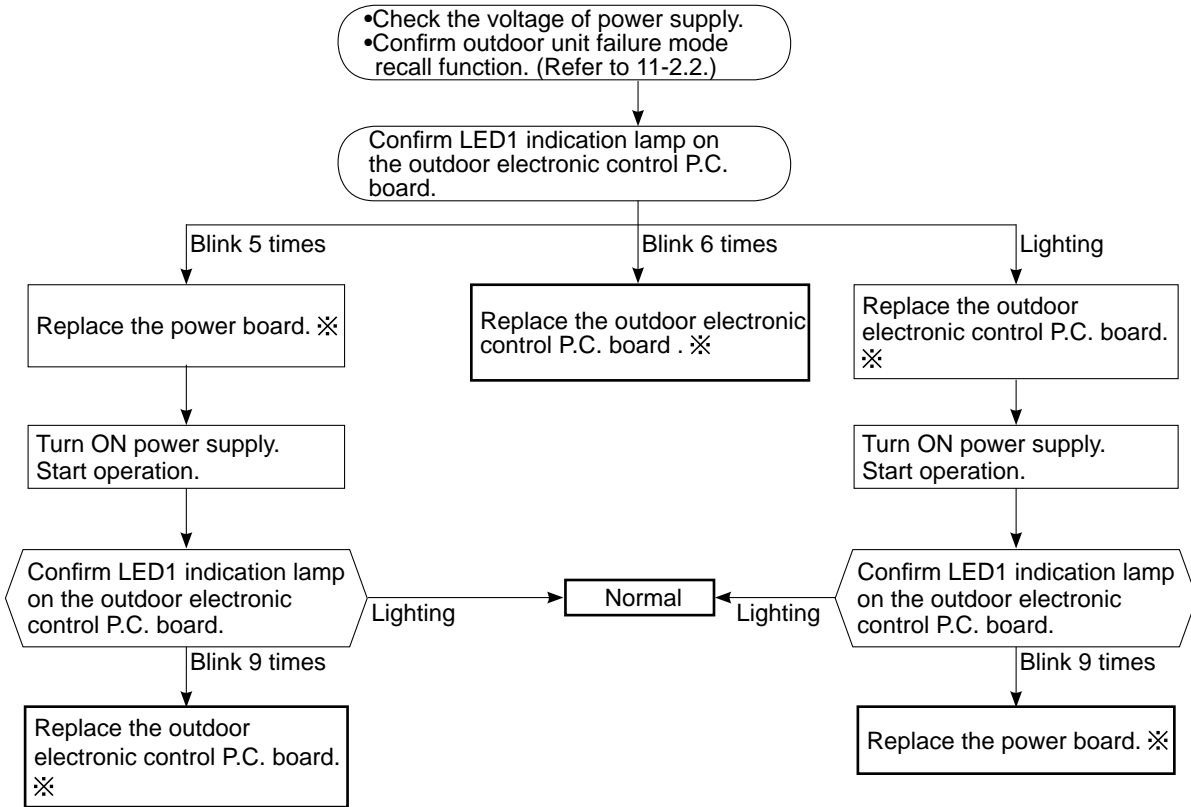 •Check the voltage of power supply.
•Confirm outdoor unit failure mode
recall function. (Refer to 11-2.2.)
Confirm LED1 indication lamp on
the outdoor electronic control P.C.
board.
Blink 5 times
Blink 6 times
Lighting
Replace the power board. ※
Replace the outdoor electronic
control P.C. board . ※
Replace the outdoor
electronic control P.C. board.
※
Turn ON power supply.
Start operation.
Turn ON power supply.
Start operation.
Confirm LED1 indication lamp
on the outdoor electronic
control P.C. board.
Lighting
Normal
Lighting
Confirm LED1 indication lamp
on the outdoor electronic
control P.C. board.
Blink 9 times
Blink 9 times
Replace the outdoor
electronic control P.C. board.
※
Replace the power board. ※